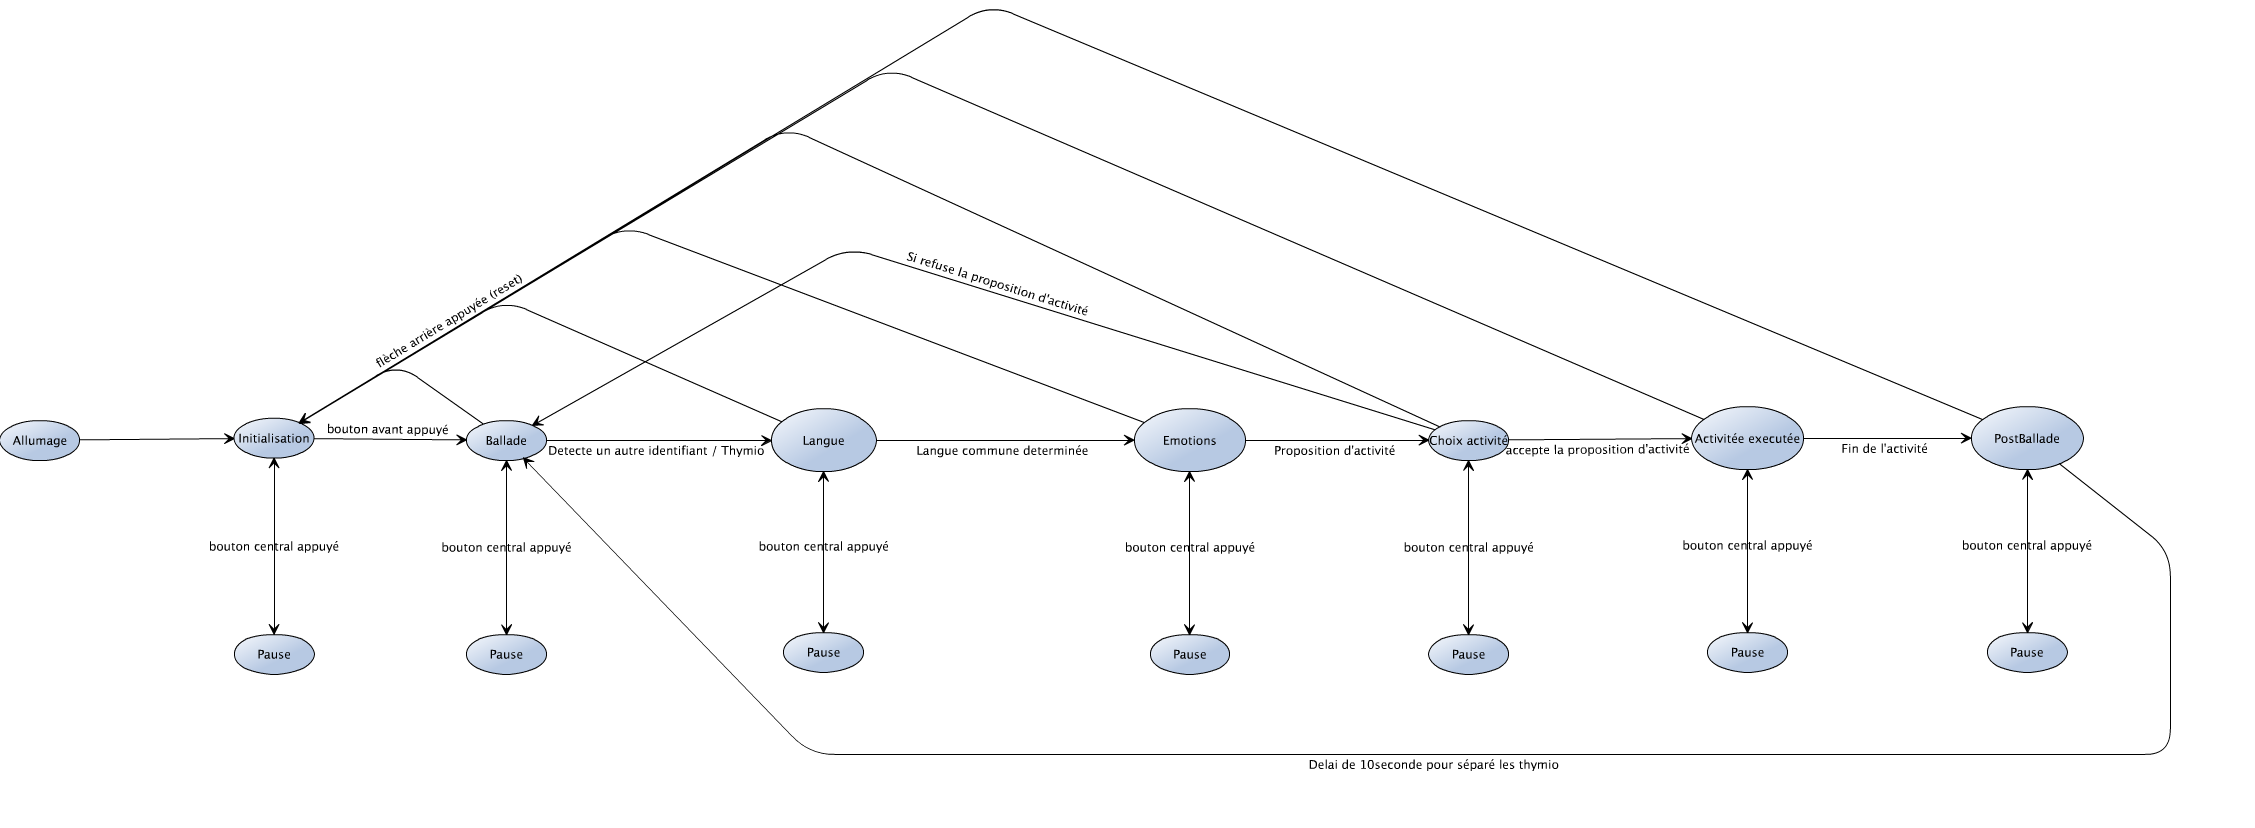 Si refuse la proposition d'activité
flèche arrière appuyée (reset)
Allumage
Initialisation
bouton avant appuyé
Ballade
Detecte un autre identifiant / Thymio
Langue
Langue commune determinée
Emotions
Proposition d'activité
Choix activité
accepte la proposition d'activité
Activitée executée
Fin de l'activité
PostBallade
bouton central appuyé
bouton central appuyé
bouton central appuyé
bouton central appuyé
bouton central appuyé
bouton central appuyé
bouton central appuyé
Pause
Pause
Pause
Pause
Pause
Pause
Pause
Delai de 10seconde pour séparé les thymio